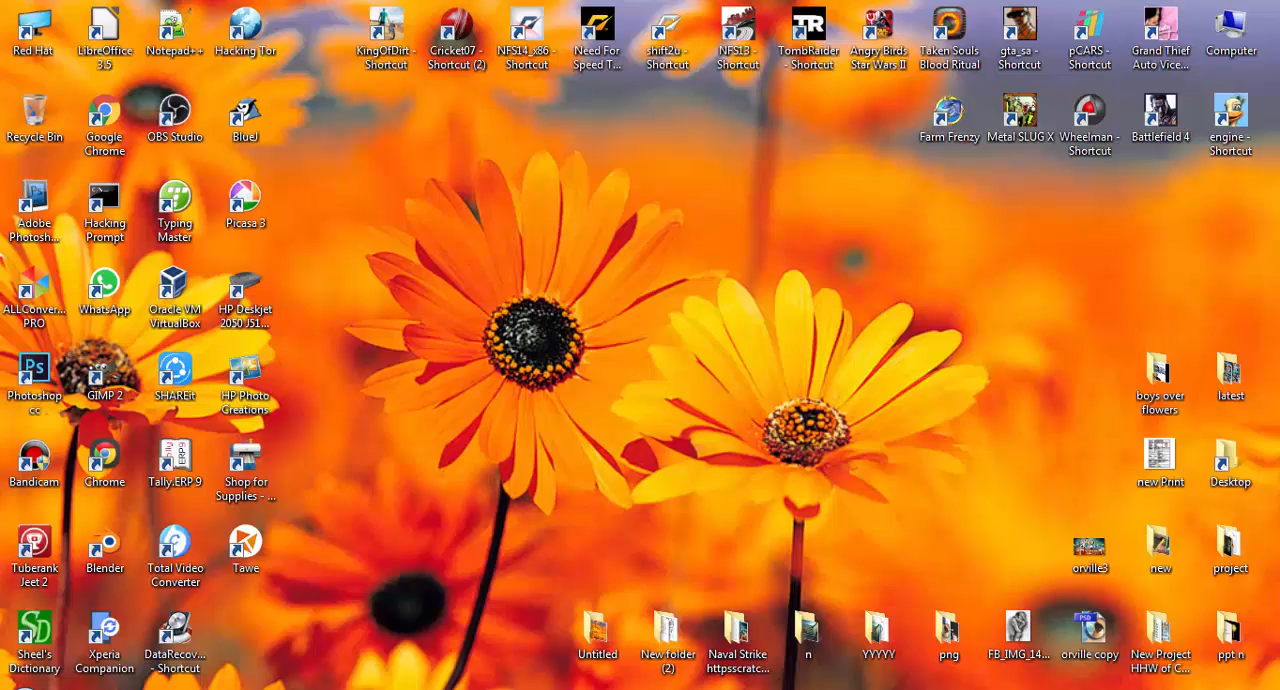 Red Hat
LibreOffice
3.5
Notepad++
Hacking Tor
KingOfDirt -
Shortcut
Cricket07 -
Shortcut (2)
NFS14_x86 -
Shortcut
Need For
Speed T...
shift2u -
Shortcut
NFS13 -
Shortcut
TombRaider
- Shortcut
Angry Birds
Star Wars II
Taken Souls
Blood Ritual
gta_sa -
Shortcut
pCARS -
Shortcut
Grand Thief
Auto Vice...
Computer
Recycle Bin
Google
Chrome
OBS Studio
BlueJ
Farm Frenzy
Metal SLUG X
Wheelman -
Shortcut
Battlefield 4
engine -
Shortcut
Adobe
Photosh...
Hacking
Prompt
Typing
Master
Picasa 3
ALLConver...
PRO
WhatsApp
Oracle VM
VirtualBox
HP Deskjet
2050 J51...
Photoshop
cc
GIMP 2
SHAREit
HP Photo
Creations
boys over
flowers
latest
Bandicam
Chrome
Tally.ERP 9
Shop for
Supplies - ...
new Print
Desktop
Tuberank
Jeet 2
Blender
Total Video
Converter
Tawe
orville3
new
project
Sheel's
Dictionary
Xperia
Companion
DataRecov...
- Shortcut
Untitled
New folder
(2)
Naval Strike
httpsscratc...
n
YYYYY
png
FB_IMG_14...
orville copy
New Project
HHW of C...
ppt n